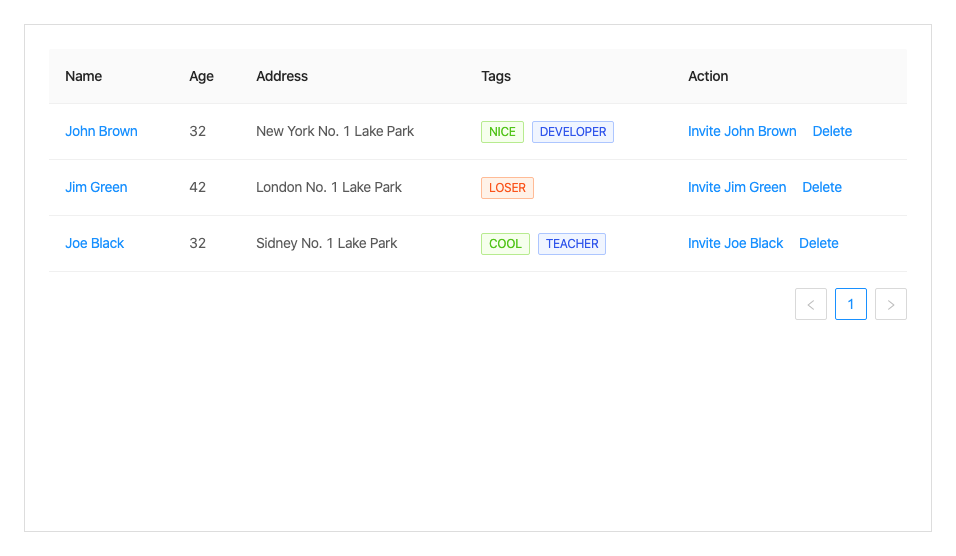 Name Age Address Tags Action
John Brown 32 New York No. 1 Lake Park NICE DEVELOPER Invite John Brown Delete
Jim Green 42 London No. 1 Lake Park LOSER Invite Jim Green Delete
Joe Black 32 Sidney No. 1 Lake Park COOL TEACHER Invite Joe Black Delete
1